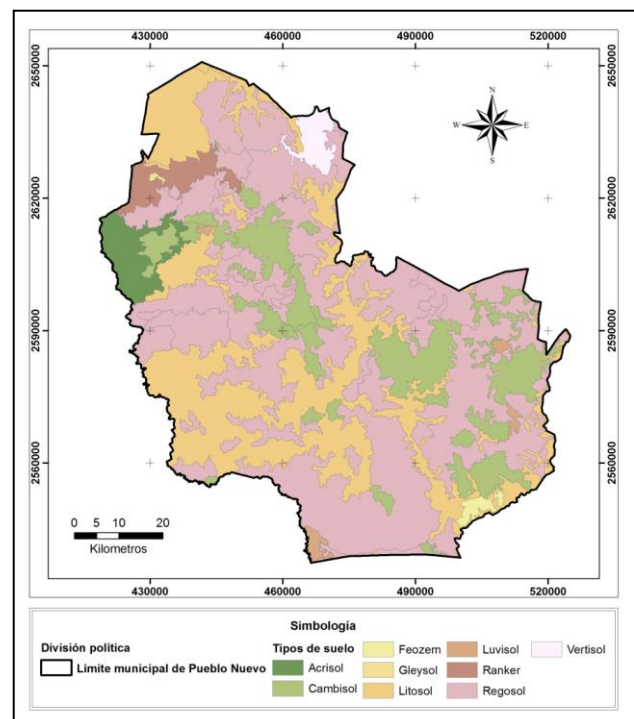 430000 460000 490000 520000
2650000 2650000
N
W E
S
2620000 2620000
2590000 2590000
2560000 2560000
0 5 10 20
Kilometros
430000 460000 490000 520000
Simbología
División política
Limite municipal de Pueblo Nuevo
Tipos de suelo
Acrisol
Cambisol
Feozem
Gleysol
Litosol
Luvisol
Ranker
Regosol
Vertisol